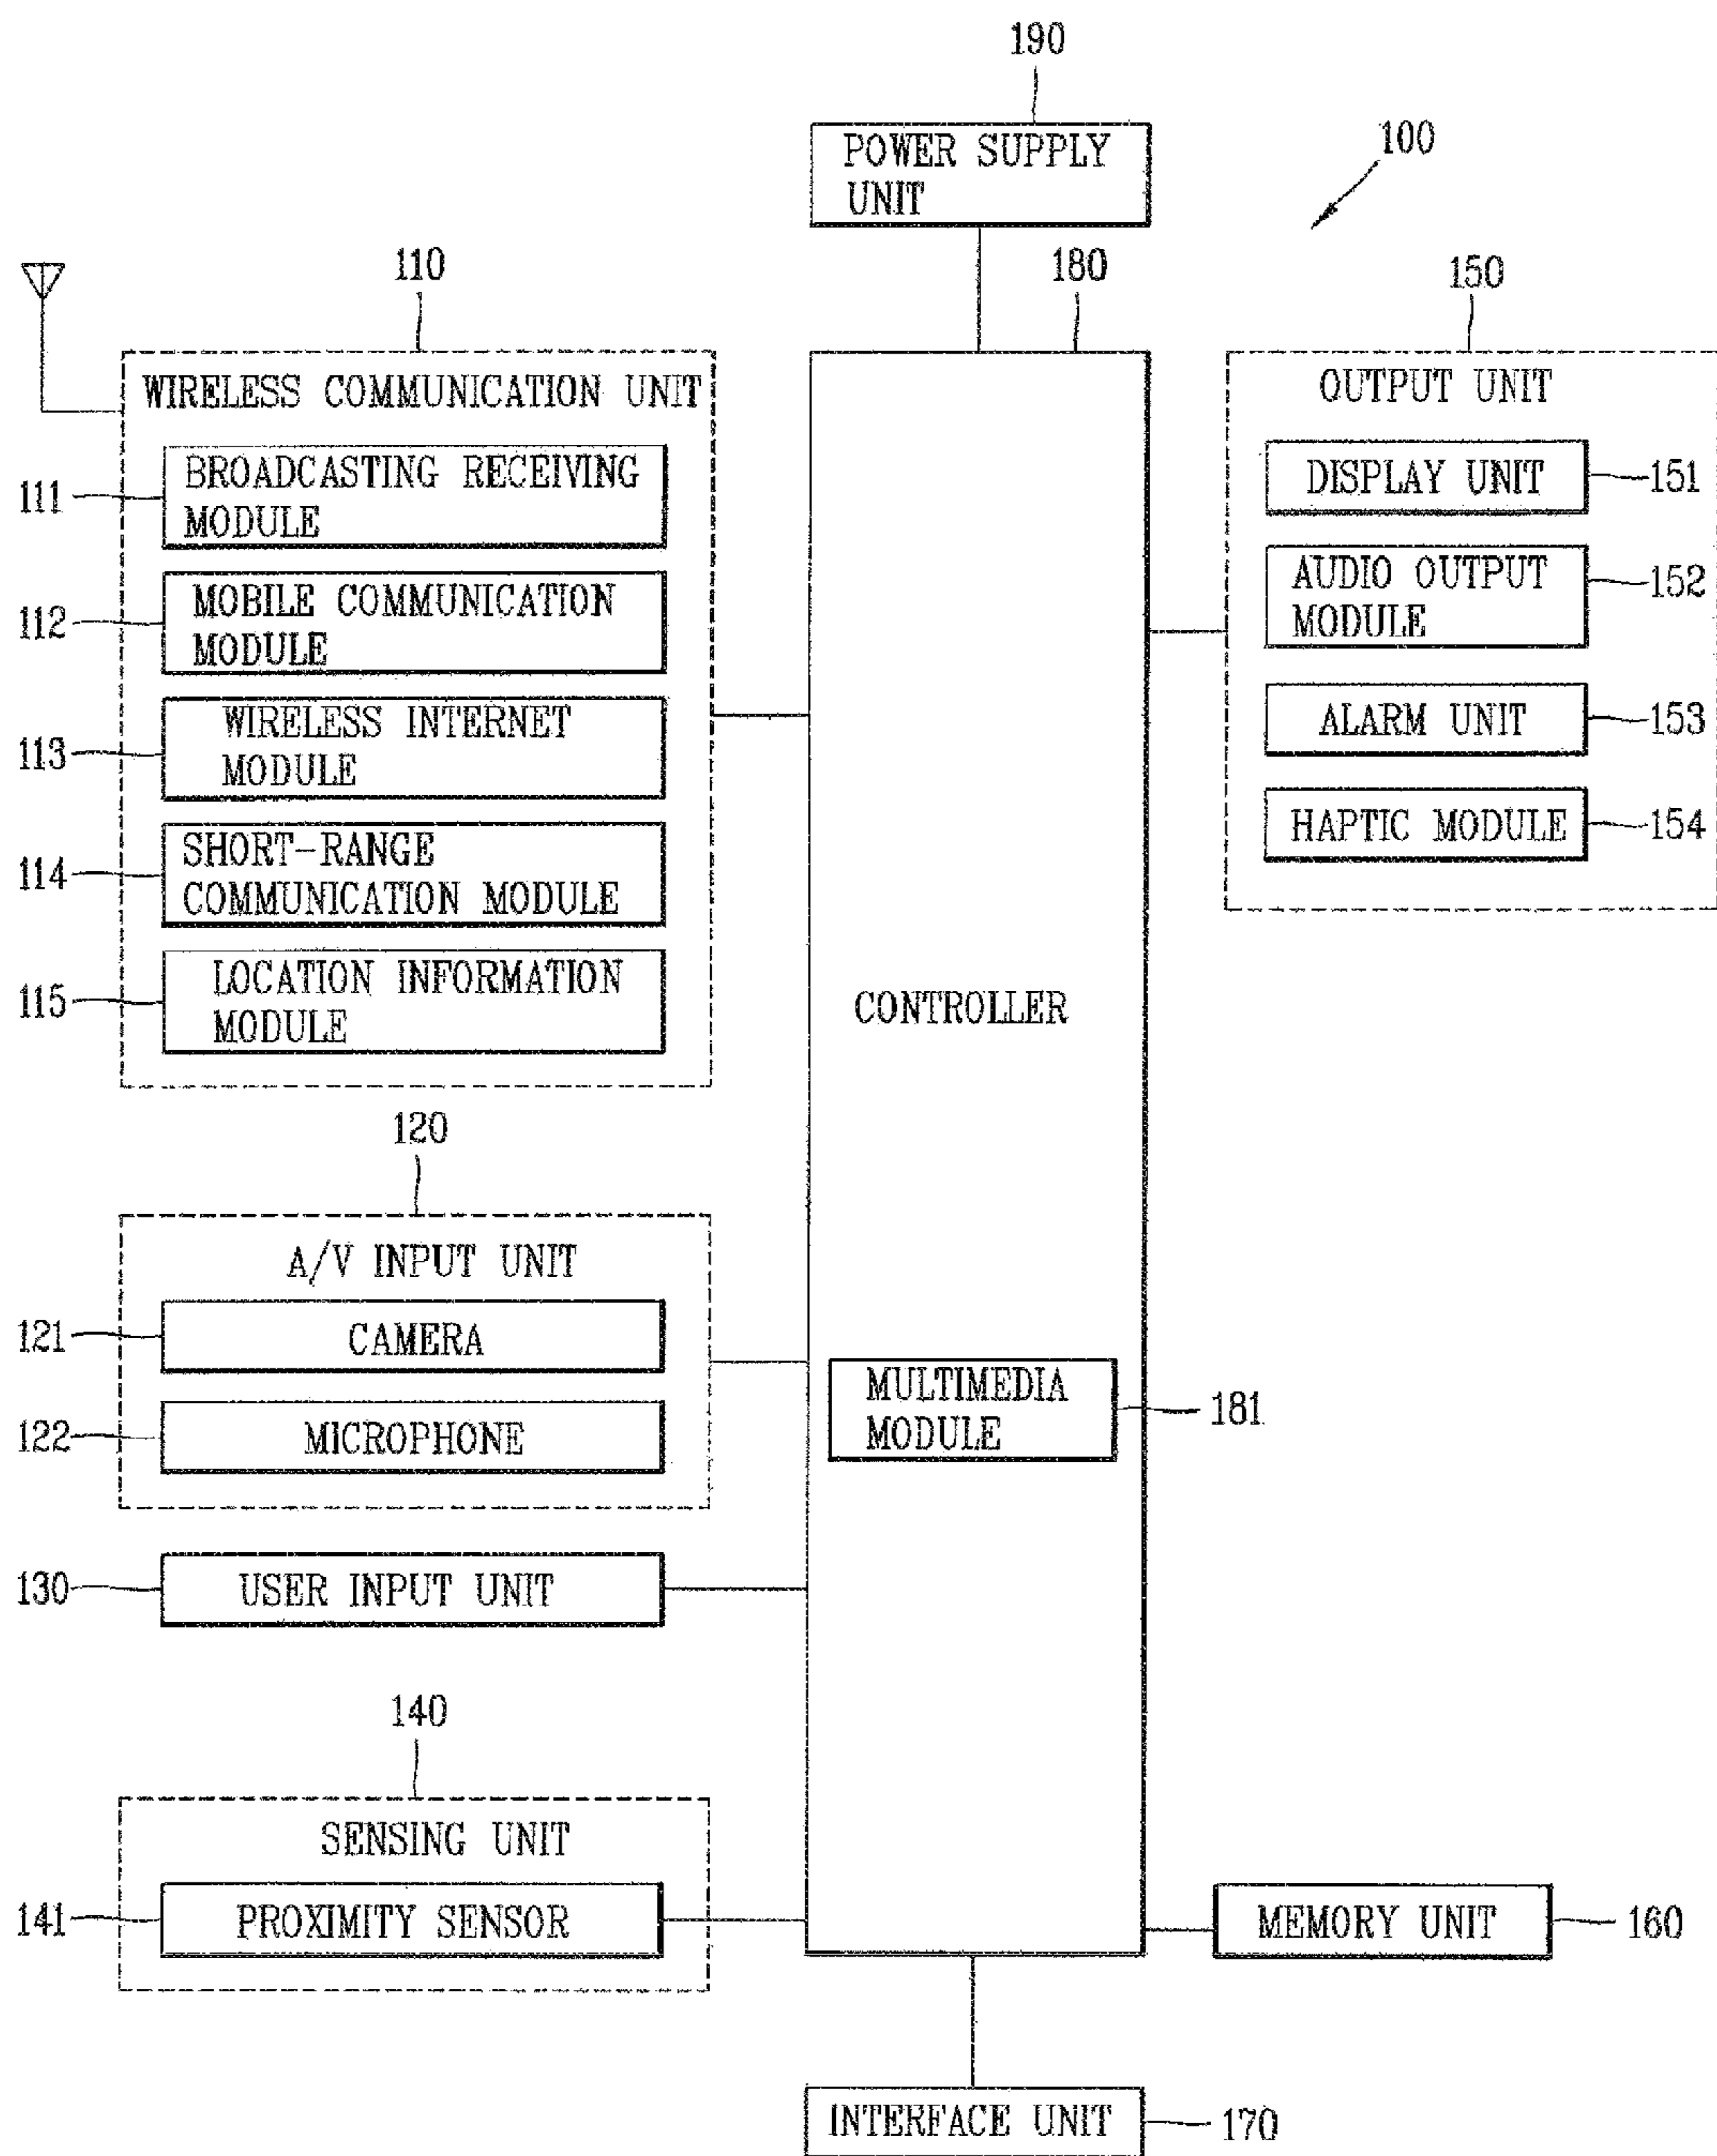 190
POWER SUPPLY
UNIT
100
110
180
150
WIRELESS COMMUNICATION UNIT
111
BROADCASTING RECEIVING
MODULE
112
MOBILE COMMUNICATION
MODULE
113
WIRELESS INTERNET
MODULE
114
SHORT-RANGE
COMMUNICATION MODULE
115
LOCATION INFORMATION
MODULE
OUTPUT UNIT
DISPLAY UNIT
151
AUDIO OUTPUT
MODULE
152
ALARM UNIT
153
HAPTIC MODULE
154
CONTROLLER
120
A/V INPUT UNIT
121
CAMERA
122
MICROPHONE
MULTIMEDIA
MODULE
181
130
USER INPUT UNIT
140
SENSING UNIT
141
PROXIMITY SENSOR
MEMORY UNIT
160
INTERFACE UNIT
170